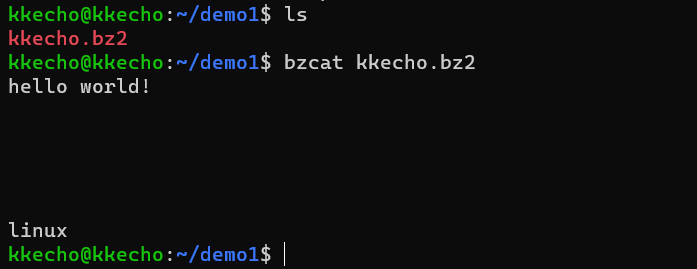 kkecho@kkecho:~/demo1$ ls
kkecho.bz2
kkecho@kkecho:~/demo1$ bzcat kkecho.bz2
hello world!
linux
kkecho@kkecho:~/demo1$